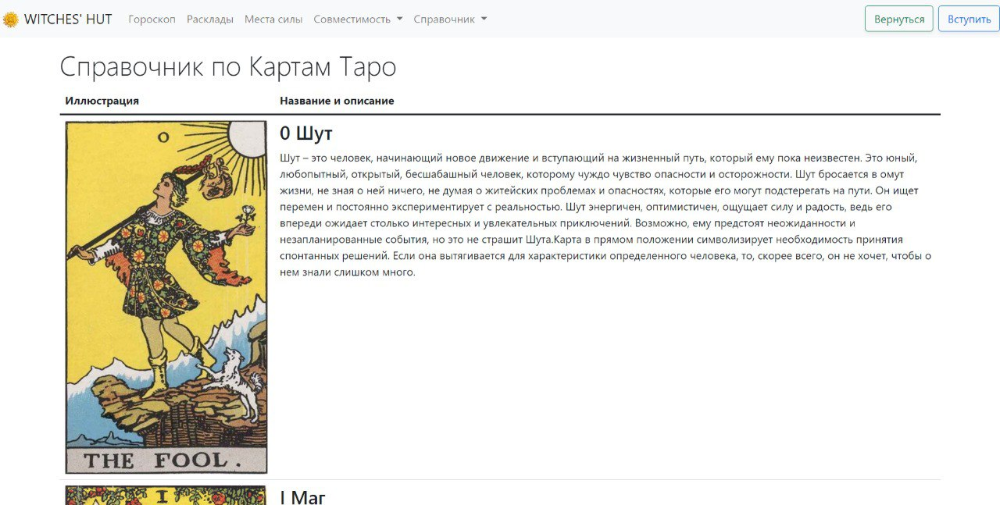 WITCHES' HUT Гороскоп Расклады Места силы Совместимость Справочник Вернуться Вступить
Справочник по Картам Таро
Иллюстрация Название и описание
0 Шут
Шут – это человек, начинающий новое движение и вступающий на жизненный путь, который ему пока неизвестен. Это юный,
любопытный, открытый, бесшабашный человек, которому чуждо чувство опасности и осторожности. Шут бросается в омут
жизни, не зная о ней ничего, не думая о житейских проблемах и опасностях, которые его могут подстерегать на пути. Он ищет
перемен и постоянно экспериментирует с реальностью. Шут энергичен, оптимистичен, ощущает силу и радость, ведь его
впереди ожидает столько интересных и увлекательных приключений. Возможно, ему предстоят неожиданности и
незапланированные события, но это не страшит Шута.Карта в прямом положении символизирует необходимость принятия
спонтанных решений. Если она вытягивается для характеристики определенного человека, то, скорее всего, он не хочет, чтобы о
нем знали слишком много.
0
THE FOOL.
I
I Маг